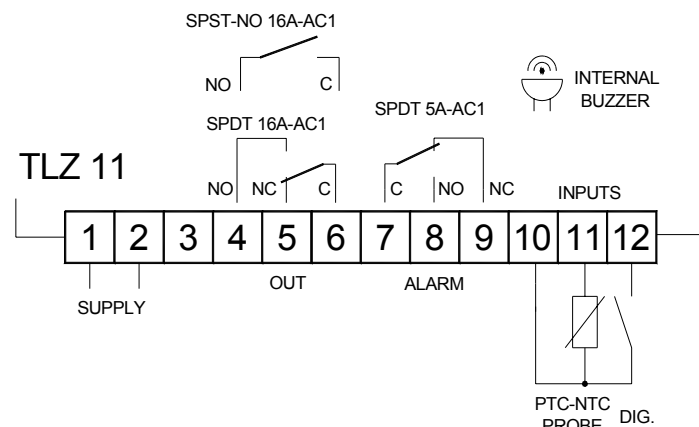 SPST-NO 16A-AC1
NO C
INTERNAL
BUZZER
SPDT 16A-AC1
SPDT 5A-AC1
TLZ 11
NO NC C C NO NC
INPUTS
1 2 3 4 5 6 7 8 9 10 11 12
SUPPLY
OUT
ALARM
PTC-NTC
PROBE
DIG.